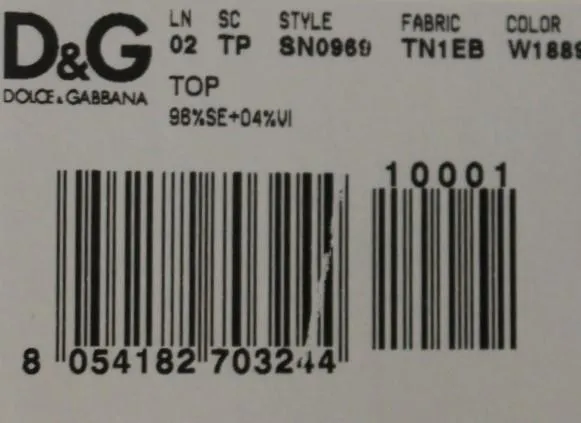 D&G
DOLCE & GABBANA
LN SC STYLE FABRIC COLOR
02 TP SN0969 TN1EB W1889
TOP
96%SE+04%VI
10001
8 054182 703244